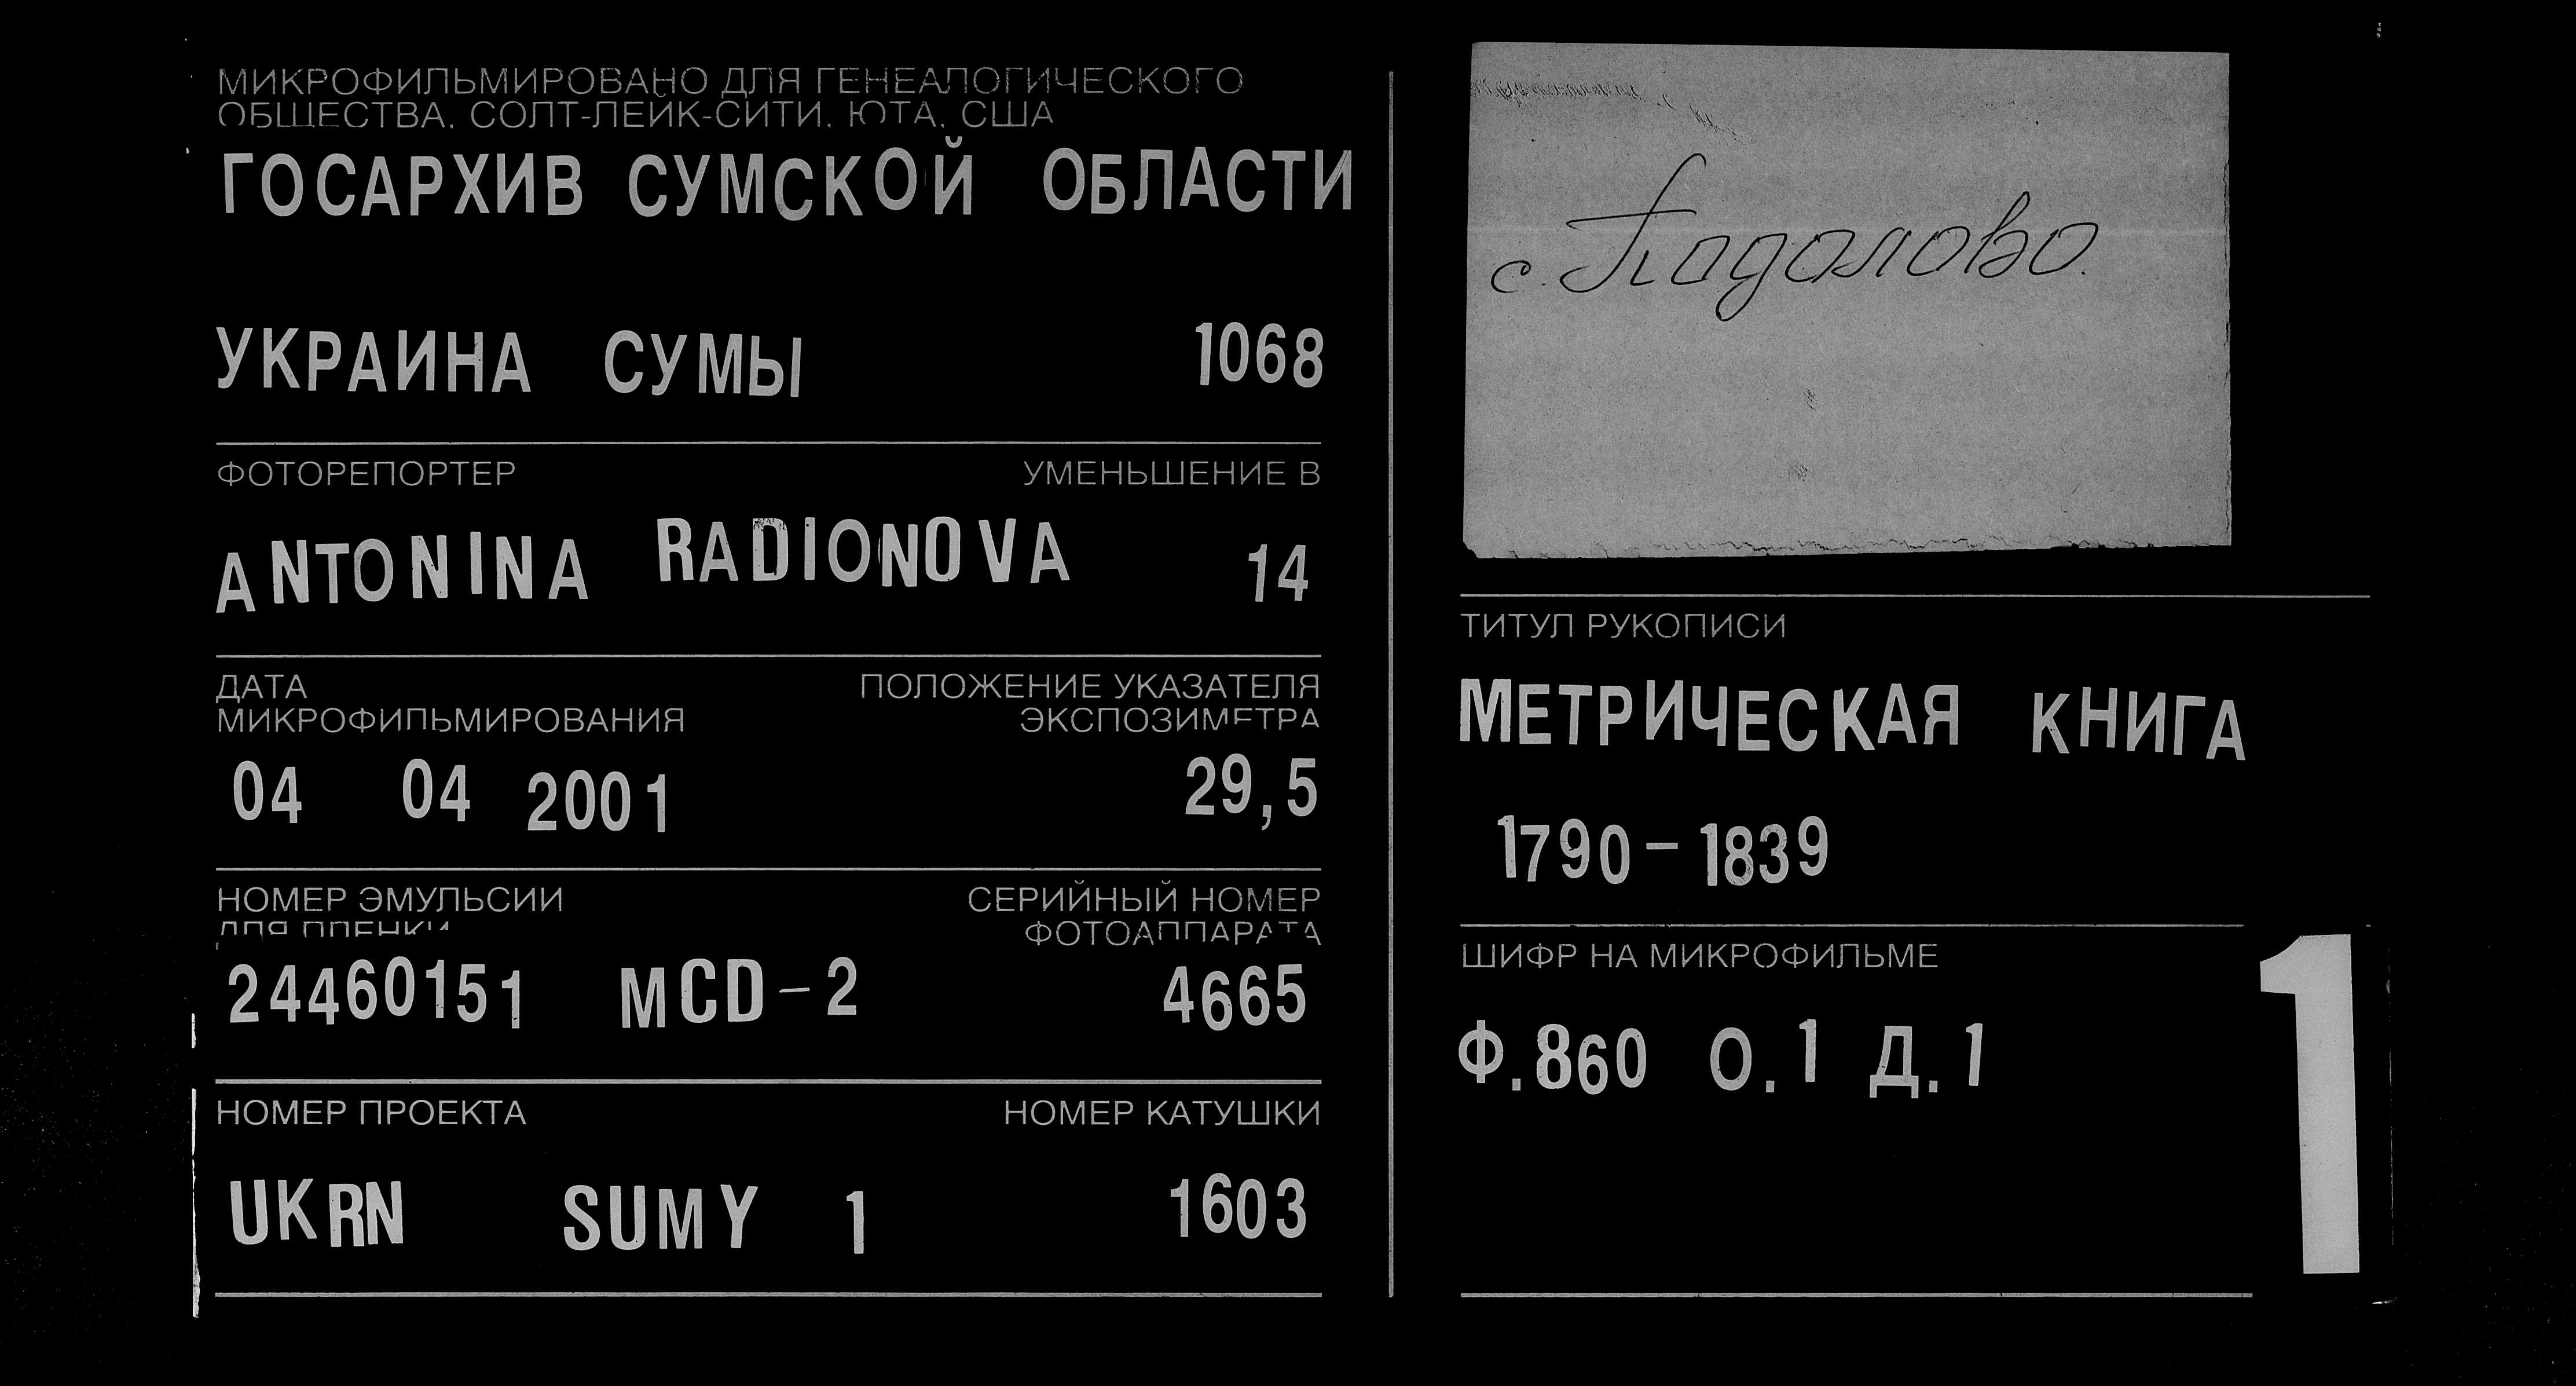 МИКРОФИЛЬМИРОВАНО ДЛЯ ГЕНЕАЛОГИЧЕСКОГО
ОБЩЕСТВА, СОЛТ-ЛЕЙК-СИТИ, ЮТА, США
ГОСАРХИВ СУМСКОЙ ОБЛАСТИ
УКРАИНА СУМЫ 1068
ФОТОРЕПОРТЕР УМЕНЬШЕНИЕ В
ANTONINA RADIONOVA 14
ДАТА ПОЛОЖЕНИЕ УКАЗАТЕЛЯ
МИКРОФИЛЬМИРОВАНИЯ ЭКСПОЗИМЕТРА
04 04 2001 29,5
НОМЕР ЭМУЛЬСИИ СЕРИЙНЫЙ НОМЕР
ДЛЯ ПЛЕНКИ ФОТОАППАРАТА
24460151 MCD-2 4665
НОМЕР ПРОЕКТА НОМЕР КАТУШКИ
UKRN SUMY 1 1603
с. Подолово.
ТИТУЛ РУКОПИСИ
МЕТРИЧЕСКАЯ КНИГА
1790-1839
ШИФР НА МИКРОФИЛЬМЕ
Ф.860 О.1 Д.1
1